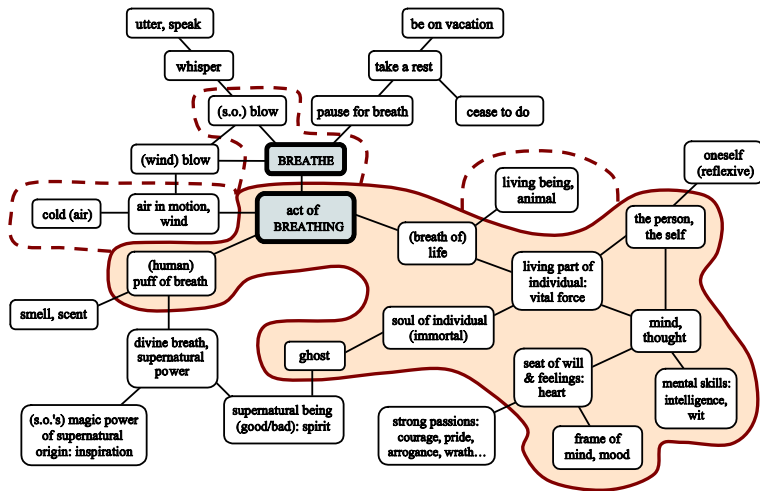 utter, speak
be on vacation
whisper
take a rest
(s.o.) blow
pause for breath
cease to do
(wind) blow
BREATHE
oneself
(reflexive)
living being,
animal
cold (air)
air in motion,
wind
act of
BREATHING
the person,
the self
(breath of)
life
(human)
puff of breath
living part of
individual:
vital force
smell, scent
soul of individual
(immortal)
mind,
thought
divine breath,
supernatural
power
ghost
seat of will
& feelings:
heart
mental skills:
intelligence,
wit
(s.o.'s) magic power
of supernatural
origin: inspiration
supernatural being
(good/bad): spirit
strong passions:
courage, pride,
arrogance, wrath...
frame of
mind, mood